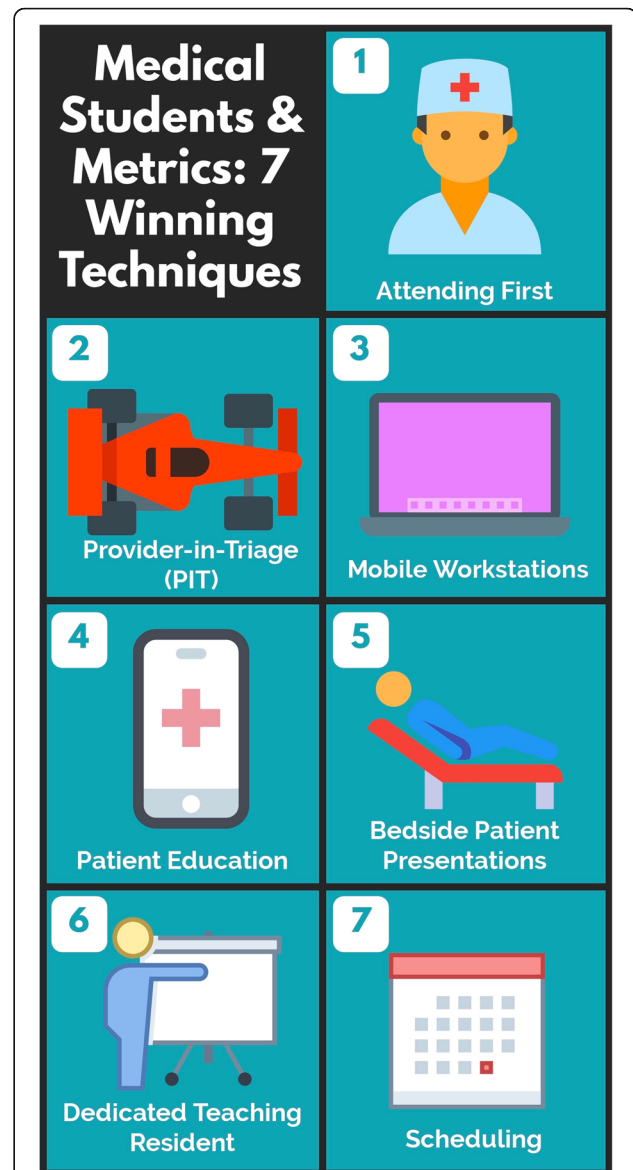 Medical
Students &
Metrics: 7
Winning
Techniques
1
Attending First
2
Provider-in-Triage
(PIT)
3
Mobile Workstations
4
Patient Education
5
Bedside Patient
Presentations
6
Dedicated Teaching
Resident
7
Scheduling